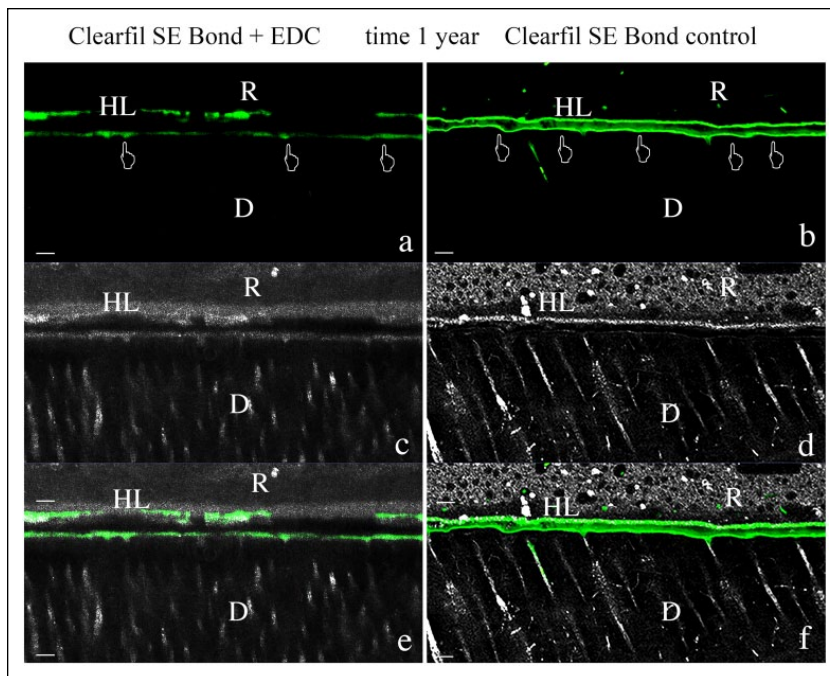 Clearfil SE Bond + EDC time 1 year Clearfil SE Bond control
HL R
D
a
HL R
D
b
HL R
D
c
HL R
D
d
HL R
D
e
HL R
D
f